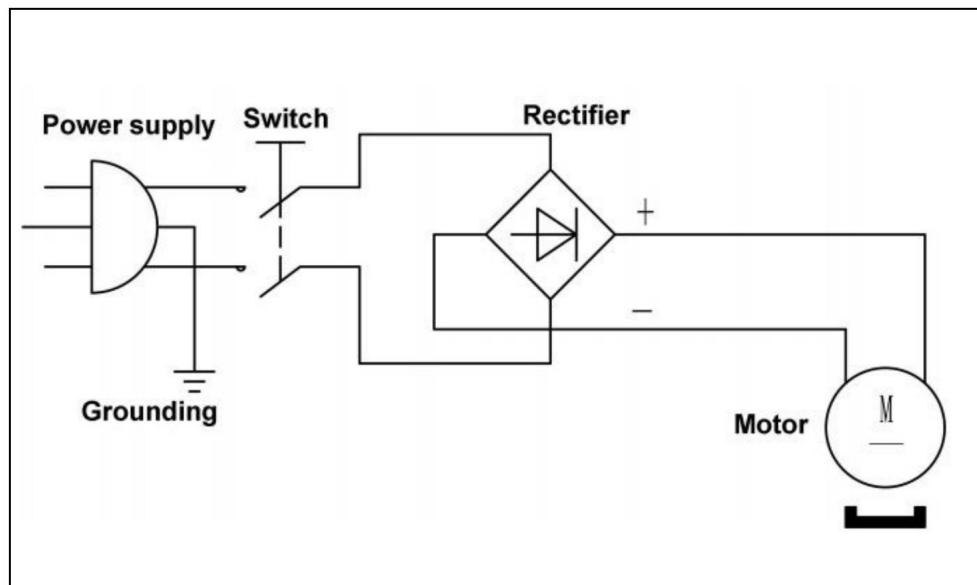 Power supply
Switch
Rectifier
+
−
Grounding
Motor
M